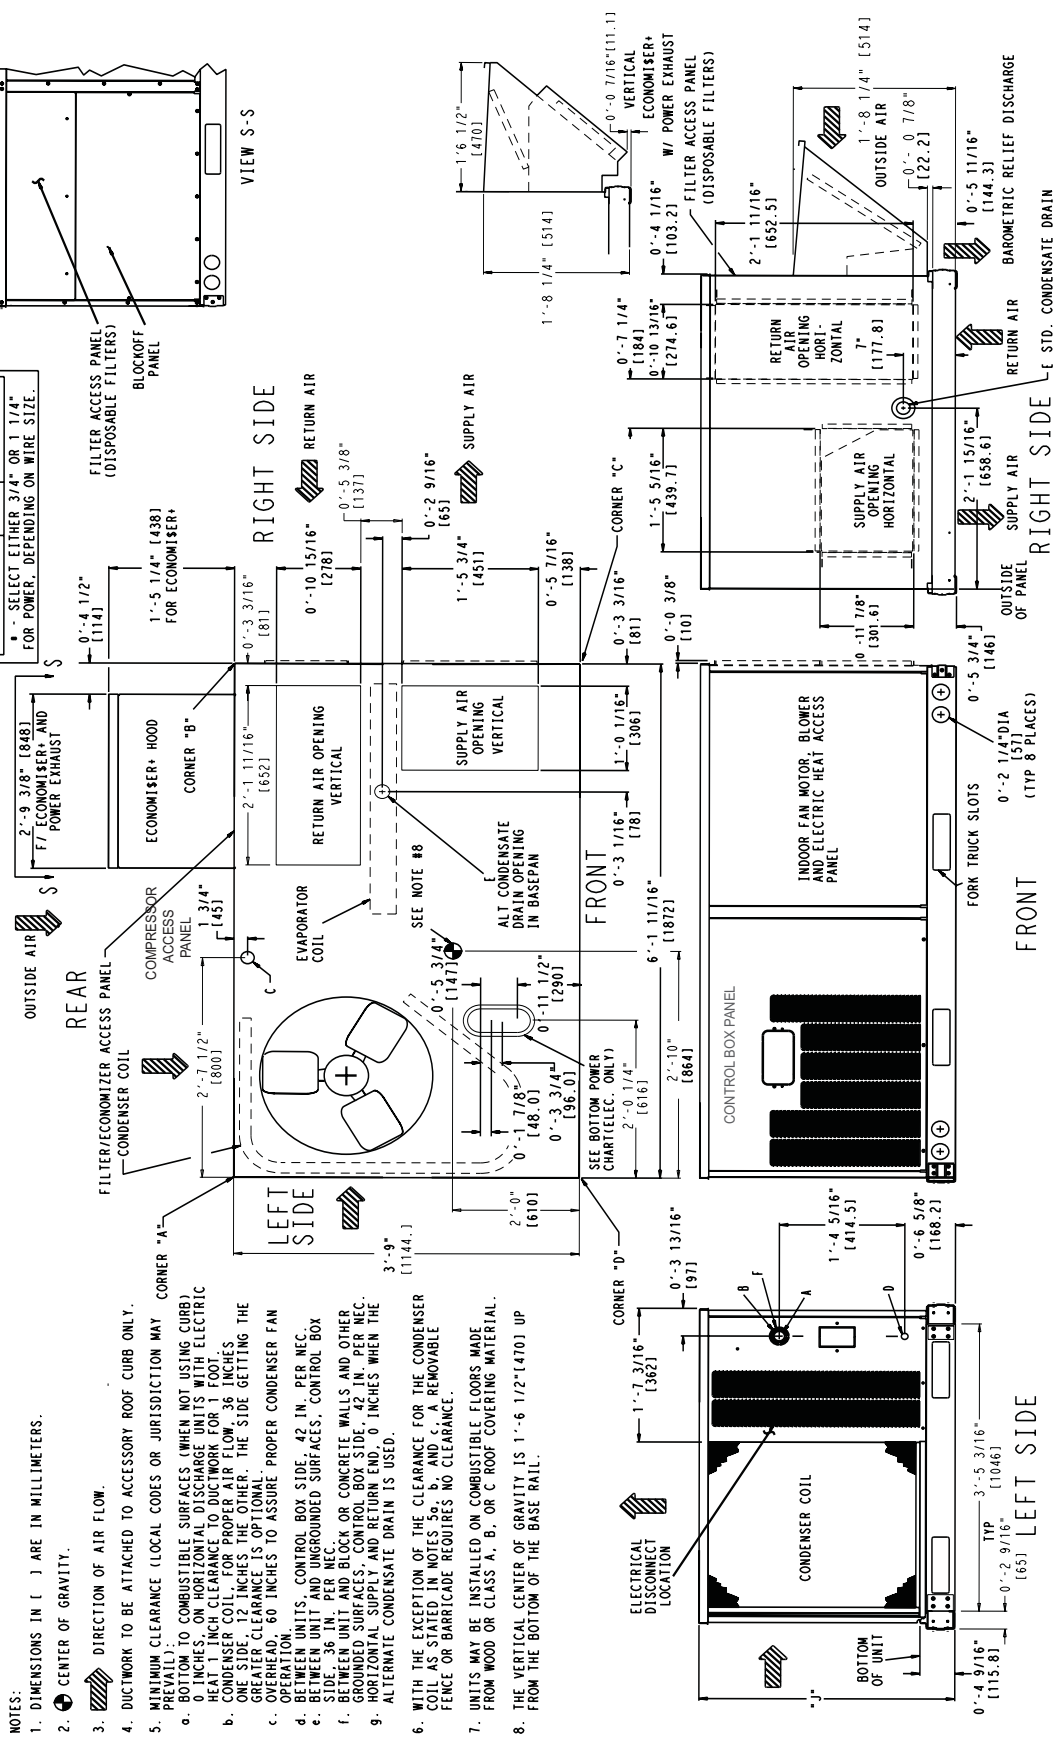 NOTES:
1. DIMENSIONS IN [ ] ARE IN MILLIMETERS.
2. CENTER OF GRAVITY.
3. DIRECTION OF AIR FLOW.
4. DUCTWORK TO BE ATTACHED TO ACCESSORY ROOF CURB ONLY.
5. MINIMUM CLEARANCE (LOCAL CODES OR JURISDICTION MAY
PREVAIL):
a. BOTTOM TO COMBUSTIBLE SURFACES (WHEN NOT USING CURB)
0 INCHES, ON HORIZONTAL DISCHARGE UNITS WITH ELECTRIC
HEAT 1 INCH CLEARANCE TO DUCTWORK FOR 1 FOOT.
b. CONDENSER COIL, FOR PROPER AIR FLOW, 36 INCHES
ONE SIDE, 12 INCHES THE OTHER. THE SIDE GETTING THE
GREATER CLEARANCE IS OPTIONAL.
c. OVERHEAD, 60 INCHES TO ASSURE PROPER CONDENSER FAN
OPERATION.
d. BETWEEN UNITS, CONTROL BOX SIDE, 42 IN. PER NEC.
e. BETWEEN UNIT AND UNGROUNDED SURFACES, CONTROL BOX
SIDE, 36 IN. PER NEC.
f. BETWEEN UNIT AND BLOCK OR CONCRETE WALLS AND OTHER
GROUNDED SURFACES, CONTROL BOX SIDE, 42 IN. PER NEC.
g. HORIZONTAL SUPPLY AND RETURN END, 0 INCHES WHEN THE
ALTERNATE CONDENSATE DRAIN IS USED.
6. WITH THE EXCEPTION OF THE CLEARANCE FOR THE CONDENSER
COIL AS STATED IN NOTES 5a, b, AND c, A REMOVABLE
FENCE OR BARRICADE REQUIRES NO CLEARANCE.
7. UNITS MAY BE INSTALLED ON COMBUSTIBLE FLOORS MADE
FROM WOOD OR CLASS A, B, OR C ROOF COVERING MATERIAL.
8. THE VERTICAL CENTER OF GRAVITY IS 1'-6 1/2"[470] UP
FROM THE BOTTOM OF THE BASE RAIL.
OUTSIDE AIR
REAR
FILTER/ECONOMIZER ACCESS PANEL
CONDENSER COIL
CORNER "A"
COMPRESSOR
ACCESS
PANEL
2'-7 1/2"
[800]
1 3/4"
[45]
C
S
S
2'-9 3/8" [848]
F/ ECONOMI$ER+ AND
POWER EXHAUST
ECONOMI$ER+ HOOD
CORNER "B"
0'-4 1/2"
[114]
1'-5 1/4" [438]
FOR ECONOMI$ER+
* - SELECT EITHER 3/4" OR 1 1/4"
FOR POWER, DEPENDING ON WIRE SIZE.
LEFT
SIDE
3'-9"
[1144.]
2'-0"
[610]
CORNER "D"
EVAPORATOR
COIL
SEE NOTE #8
2'-1 11/16"
[652]
RETURN AIR OPENING
VERTICAL
SUPPLY AIR
OPENING
VERTICAL
E
ALT CONDENSATE
DRAIN OPENING
IN BASEPAN
0'-5 3/4"
[147]
0'-11 1/2"
[290]
0'-1 7/8"
[48.0]
0'-3 3/4"
[96.0]
SEE BOTTOM POWER
CHART(ELEC. ONLY)
2'-0 1/4"
[616]
2'-10"
[864]
6'-1 11/16"
[1872]
FRONT
0'-3 1/16"
[78]
1'-0 1/16"
[306]
0'-3 3/16"
[81]
0'-0 3/8"
[10]
0'-3 3/16"
[81]
0'-10 15/16"
[278]
0'-5 3/8"
[137]
0'-2 9/16"
[65]
1'-5 3/4"
[451]
0'-5 7/16"
[138]
RIGHT SIDE
RETURN AIR
SUPPLY AIR
CORNER "C"
FILTER ACCESS PANEL
(DISPOSABLE FILTERS)
BLOCKOFF
PANEL
VIEW S-S
1'6 1/2"
[470]
1'-8 1/4" [514]
0'-0 7/16"[11.1]
VERTICAL
ECONOMI$ER+
W/ POWER EXHAUST
ELECTRICAL
DISCONNECT
LOCATION
1'-7 3/16"
[362]
0'-3 13/16"
[97]
B
F
A
D
1'-4 5/16"
[414.5]
0'-6 5/8"
[168.2]
CONDENSER COIL
BOTTOM
OF UNIT
"J"
0'-4 9/16"
[115.8]
TYP
0'-2 9/16"
[65]
3'-5 3/16"
[1046]
LEFT SIDE
CONTROL BOX PANEL
INDOOR FAN MOTOR, BLOWER
AND ELECTRIC HEAT ACCESS
PANEL
FORK TRUCK SLOTS
0'-2 1/4"DIA
[57]
(TYP 8 PLACES)
FRONT
FILTER ACCESS PANEL
(DISPOSABLE FILTERS)
0'-4 1/16"
[103.2]
0'-7 1/4"
[184]
0'-10 13/16"
[274.6]
1'-5 5/16"
[439.7]
2'-1 11/16"
[652.5]
RETURN
AIR
OPENING
HORI-
ZONTAL
7"
[177.8]
SUPPLY AIR
OPENING
HORIZONTAL
0 -11 7/8"
[301.6]
0'-5 3/4"
[146]
OUTSIDE
OF PANEL
2'-1 15/16"
[658.6]
SUPPLY AIR
RETURN AIR
E STD. CONDENSATE DRAIN
BAROMETRIC RELIEF DISCHARGE
OUTSIDE AIR
1'-8 1/4" [514]
0'- 0 7/8"
[22.2]
0'-5 11/16"
[144.3]
RIGHT SIDE